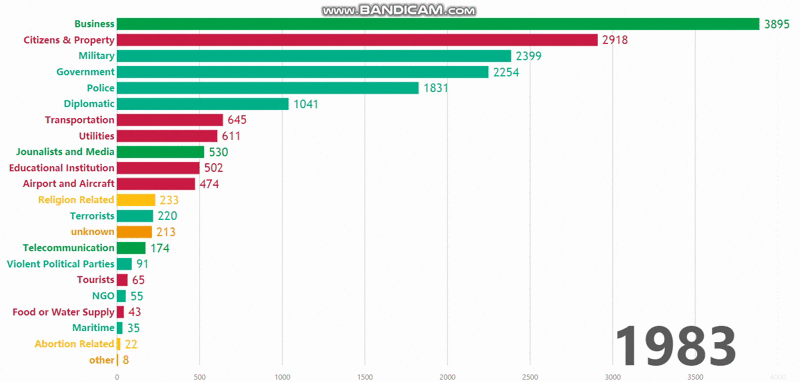 www.BANDICAM.com
Business 3895
Citizens & Property 2918
Military 2399
Government 2254
Police 1831
Diplomatic 1041
Transportation 645
Utilities 611
Jounalists and Media 530
Educational Institution 502
Airport and Aircraft 474
Religion Related 233
Terrorists 220
unknown 213
Telecommunication 174
Violent Political Parties 91
Tourists 65
NGO 55
Food or Water Supply 43
Maritime 35
Abortion Related 22
other 8
1983
0 500 1000 1500 2000 2500 3000 3500 4000